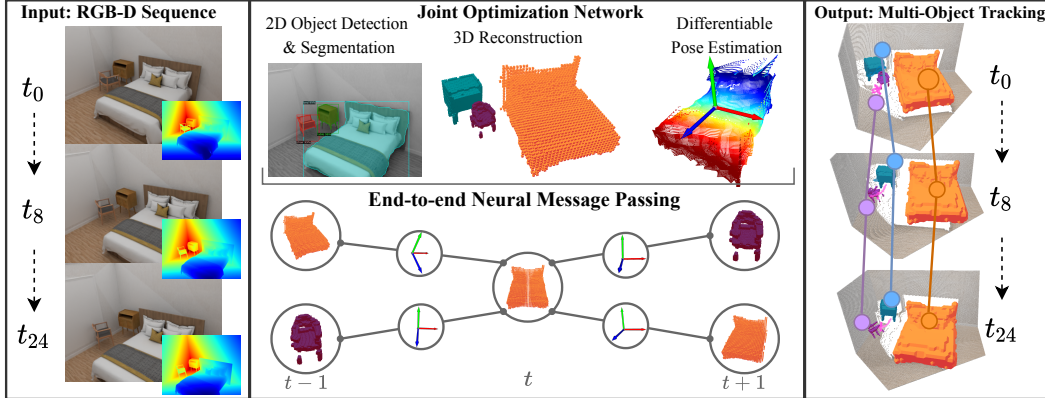 Input: RGB-D Sequence
t0
t8
t24
Joint Optimization Network
2D Object Detection
& Segmentation
3D Reconstruction
Differentiable
Pose Estimation
End-to-end Neural Message Passing
t − 1
t
t + 1
Output: Multi-Object Tracking
t0
t8
t24